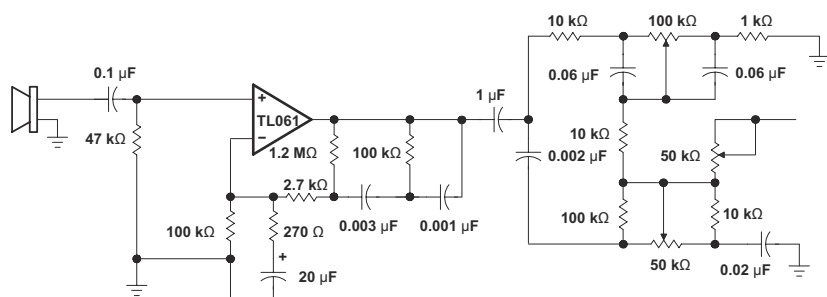 10 kΩ
100 kΩ
1 kΩ
0.1 µF
0.06 µF
0.06 µF
1 µF
+
TL061
−
47 kΩ
1.2 MΩ
100 kΩ
10 kΩ
0.002 µF
50 kΩ
2.7 kΩ
0.003 µF
0.001 µF
100 kΩ
270 Ω
100 kΩ
10 kΩ
+
20 µF
50 kΩ
0.02 µF